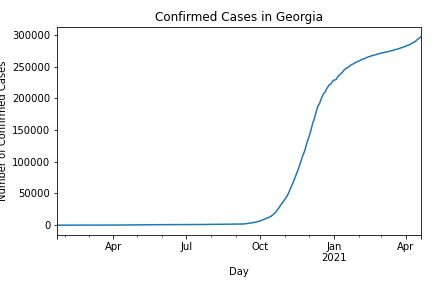 Confirmed Cases in Georgia
Number of Confirmed Cases
300000
250000
200000
150000
100000
50000
0
Apr
Jul
Oct
Jan
2021
Apr
Day